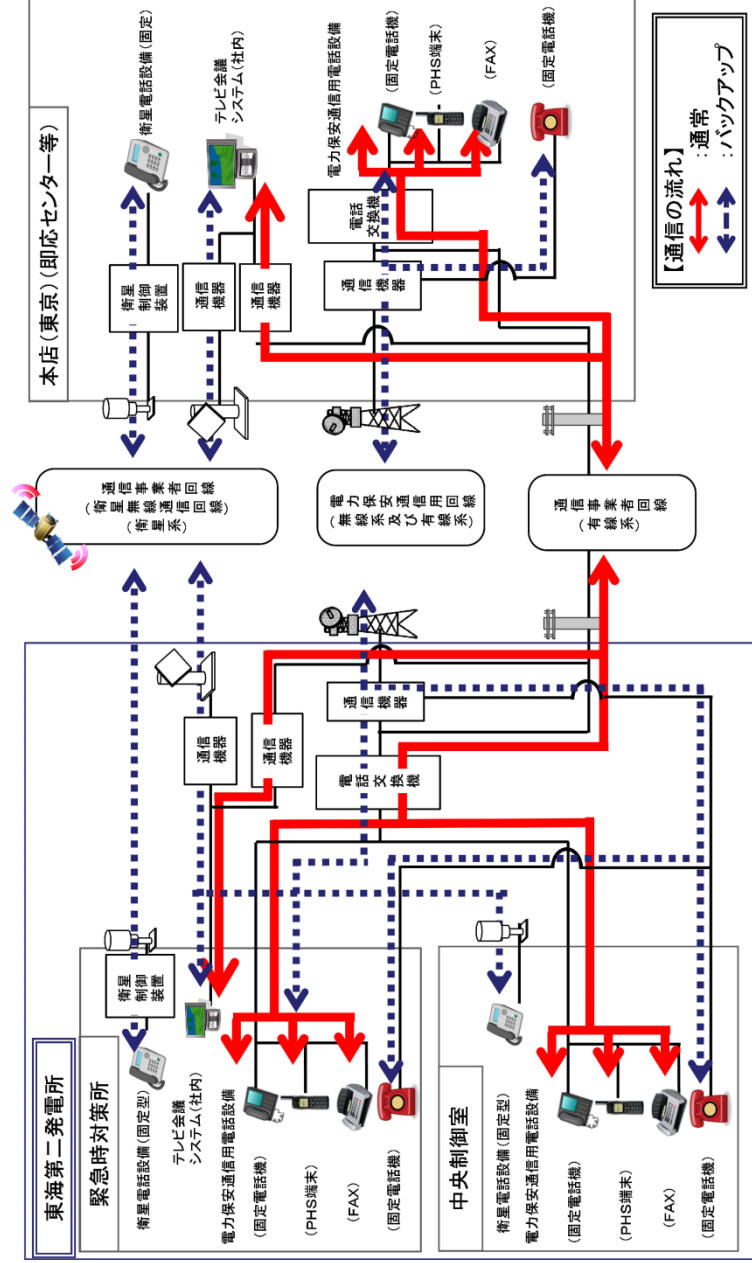 東海第二発電所
緊急時対策所
衛星電話設備(固定型)
衛星
制御
装置
テレビ会議
システム(社内)
電力保安通信用電話設備
(固定電話機)
(PHS端末)
(FAX)
(固定電話機)
中央制御室
衛星電話設備(固定型)
電力保安通信用電話設備
(固定電話機)
(PHS端末)
(FAX)
(固定電話機)
通信
機器
通信
機器
電話
交換機
通信
機器
通信事業者回線
(衛星無線通信回線)
(衛星系)
電力保安通信用回線
(無線系及び有線系)
通信事業者回線
(有線系)
本店(東京)(即応センター等)
衛星
制御
装置
衛星電話設備(固定)
通信
機器
通信
機器
テレビ会議
システム(社内)
通信
機器
電話
交換機
電力保安通信用電話設備
(固定電話機)
(PHS端末)
(FAX)
(固定電話機)
【通信の流れ】
:通常
:バックアップ